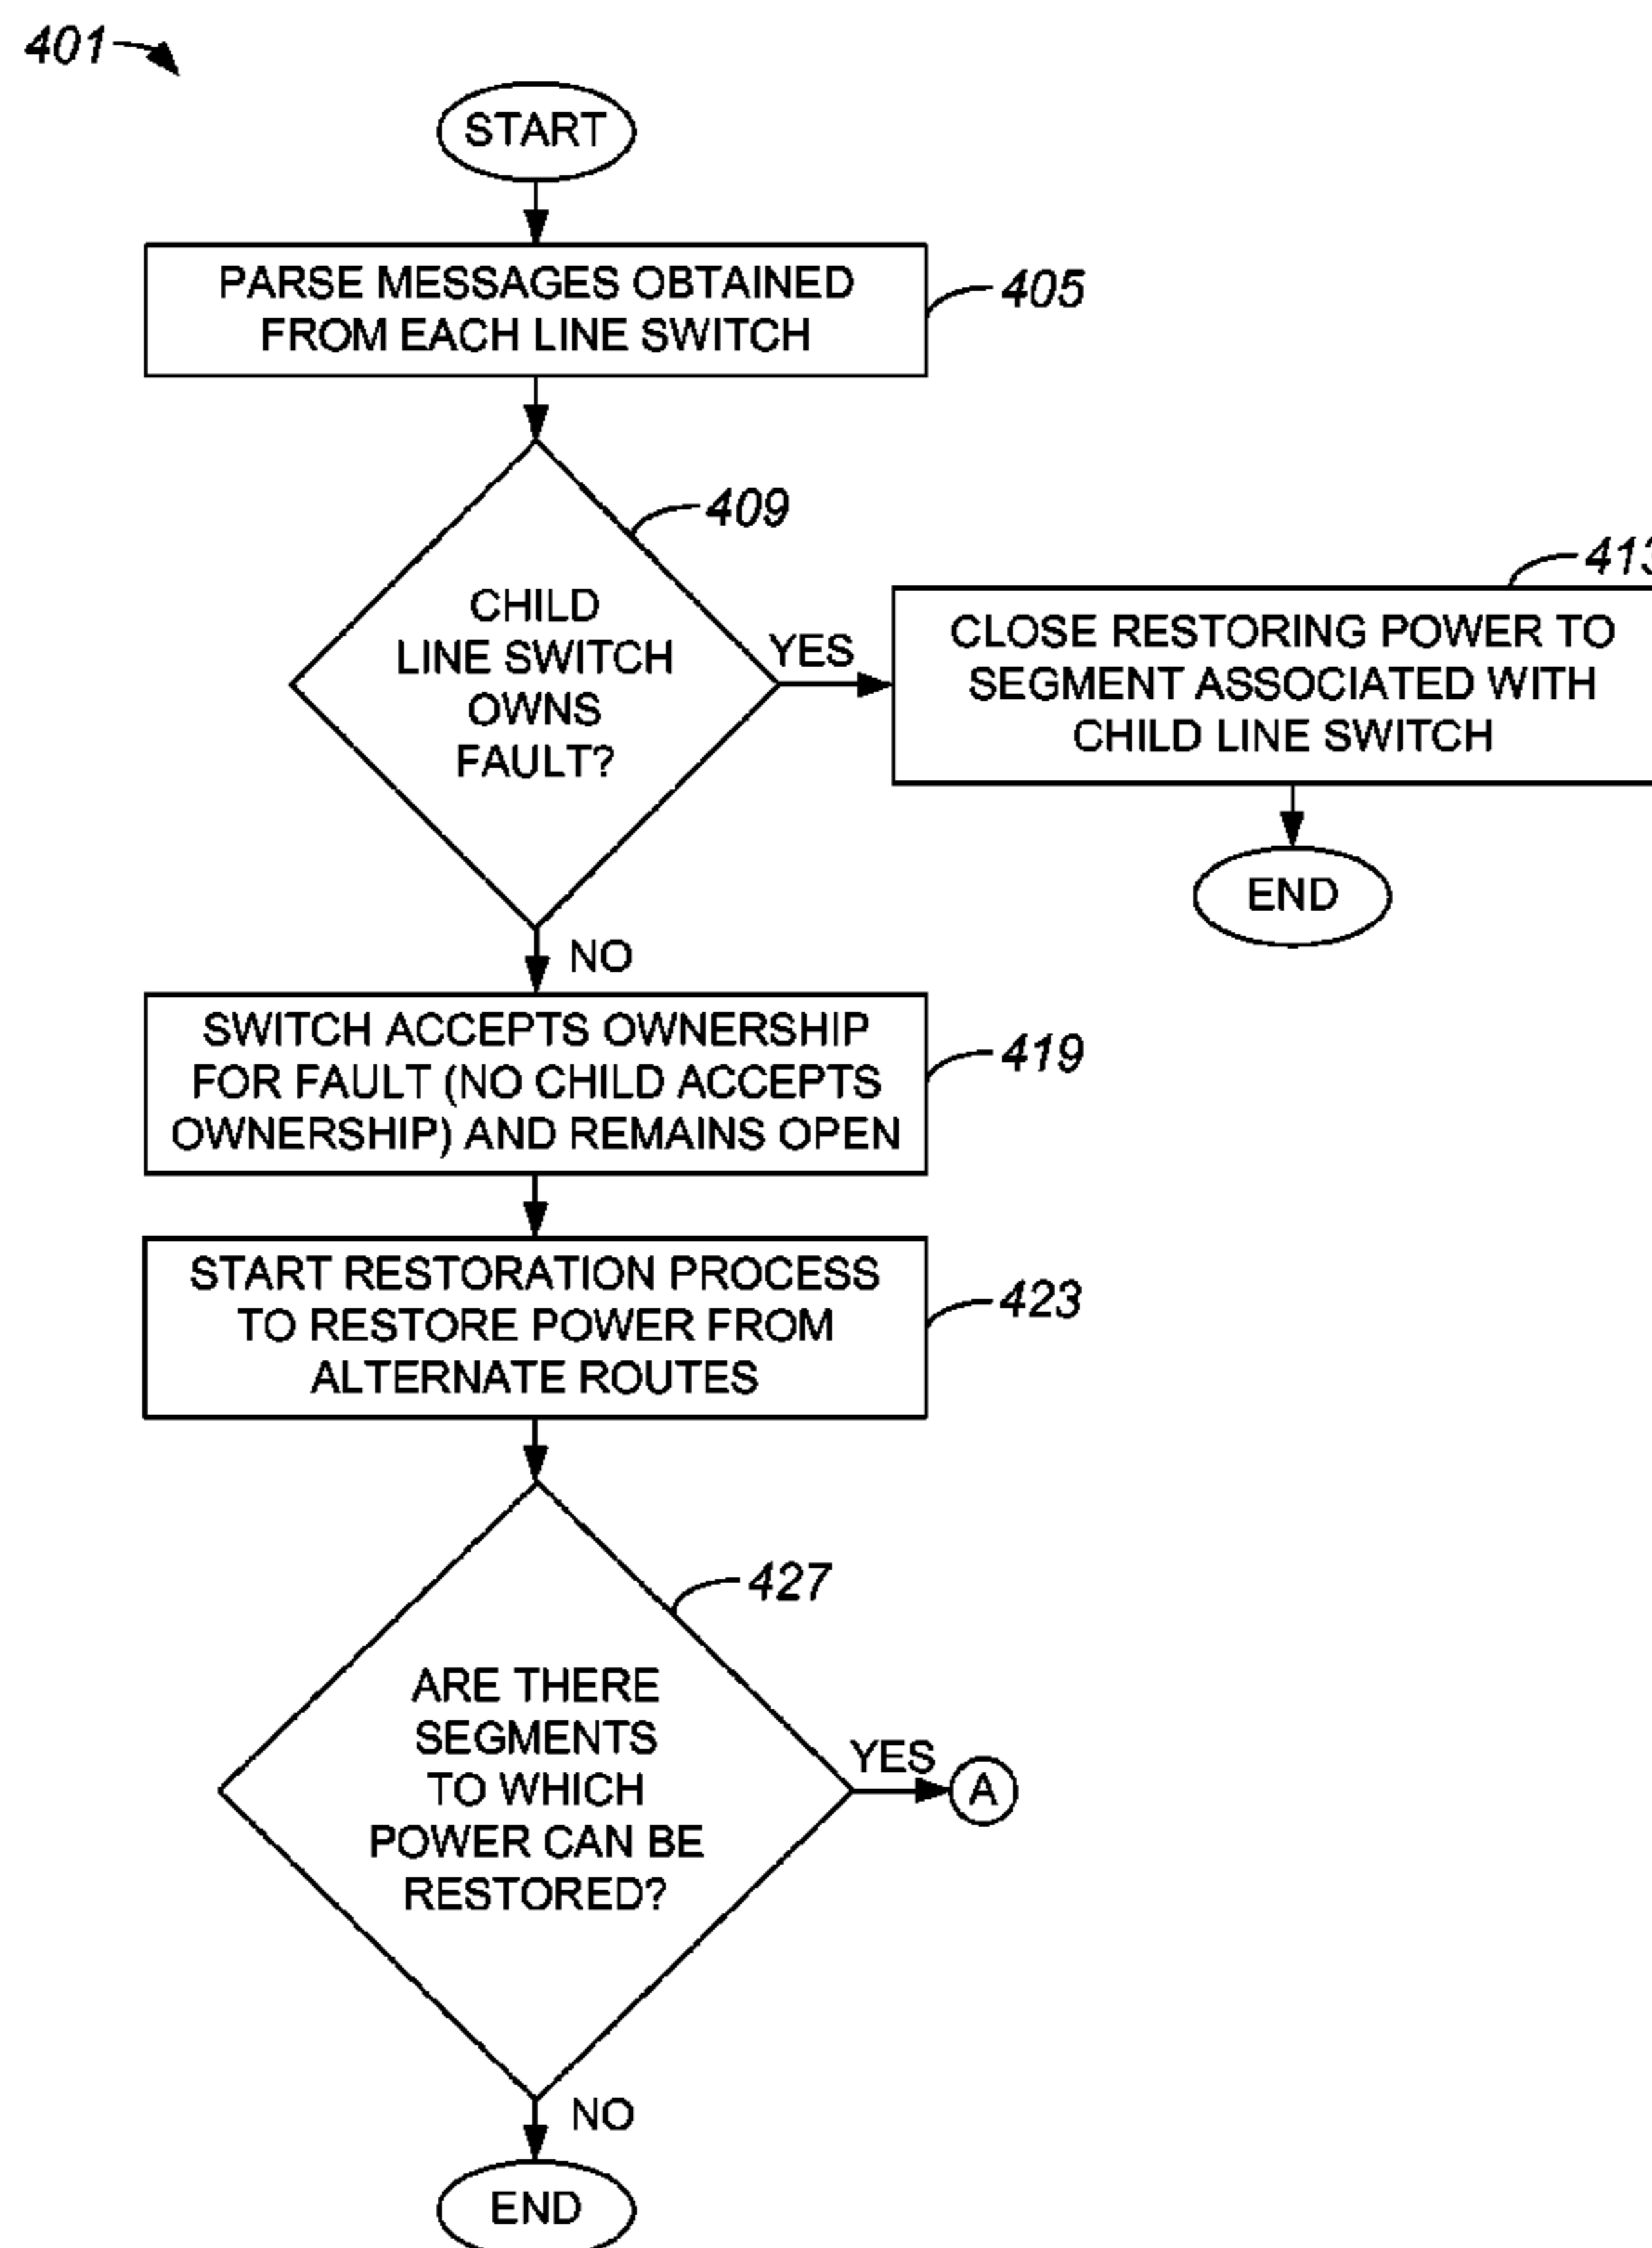 401
START
PARSE MESSAGES OBTAINED
FROM EACH LINE SWITCH
405
409
CHILD
LINE SWITCH
OWNS
FAULT?
YES
413
CLOSE RESTORING POWER TO
SEGMENT ASSOCIATED WITH
CHILD LINE SWITCH
END
NO
SWITCH ACCEPTS OWNERSHIP
FOR FAULT (NO CHILD ACCEPTS
OWNERSHIP) AND REMAINS OPEN
419
START RESTORATION PROCESS
TO RESTORE POWER FROM
ALTERNATE ROUTES
423
427
ARE THERE
SEGMENTS
TO WHICH
POWER CAN BE
RESTORED?
YES
A
NO
END